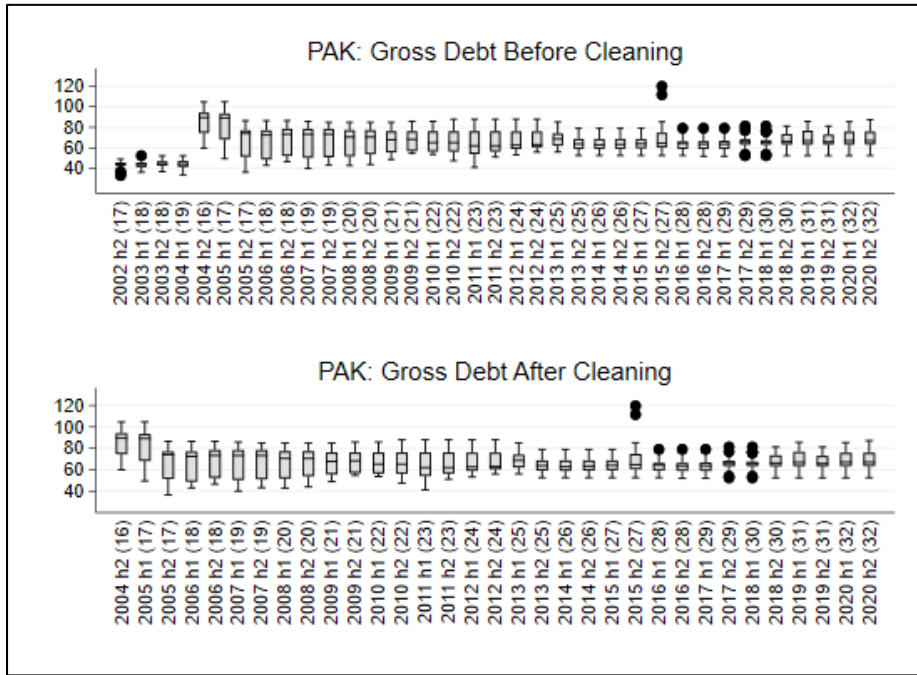 PAK: Gross Debt Before Cleaning
120
100
80
60
40
2002 h2 (17)
2003 h1 (18)
2003 h2 (18)
2004 h1 (19)
2004 h2 (16)
2005 h1 (17)
2005 h2 (17)
2006 h1 (18)
2006 h2 (18)
2007 h1 (19)
2007 h2 (19)
2008 h1 (20)
2008 h2 (20)
2009 h1 (21)
2009 h2 (21)
2010 h1 (22)
2010 h2 (22)
2011 h1 (23)
2011 h2 (23)
2012 h1 (24)
2012 h2 (24)
2013 h1 (25)
2013 h2 (25)
2014 h1 (26)
2014 h2 (26)
2015 h1 (27)
2015 h2 (27)
2016 h1 (28)
2016 h2 (28)
2017 h1 (29)
2017 h2 (29)
2018 h1 (30)
2018 h2 (30)
2019 h1 (31)
2019 h2 (31)
2020 h1 (32)
2020 h2 (32)
PAK: Gross Debt After Cleaning
120
100
80
60
40
2004 h2 (16)
2005 h1 (17)
2005 h2 (17)
2006 h1 (18)
2006 h2 (18)
2007 h1 (19)
2007 h2 (19)
2008 h1 (20)
2008 h2 (20)
2009 h1 (21)
2009 h2 (21)
2010 h1 (22)
2010 h2 (22)
2011 h1 (23)
2011 h2 (23)
2012 h1 (24)
2012 h2 (24)
2013 h1 (25)
2013 h2 (25)
2014 h1 (26)
2014 h2 (26)
2015 h1 (27)
2015 h2 (27)
2016 h1 (28)
2016 h2 (28)
2017 h1 (29)
2017 h2 (29)
2018 h1 (30)
2018 h2 (30)
2019 h1 (31)
2019 h2 (31)
2020 h1 (32)
2020 h2 (32)